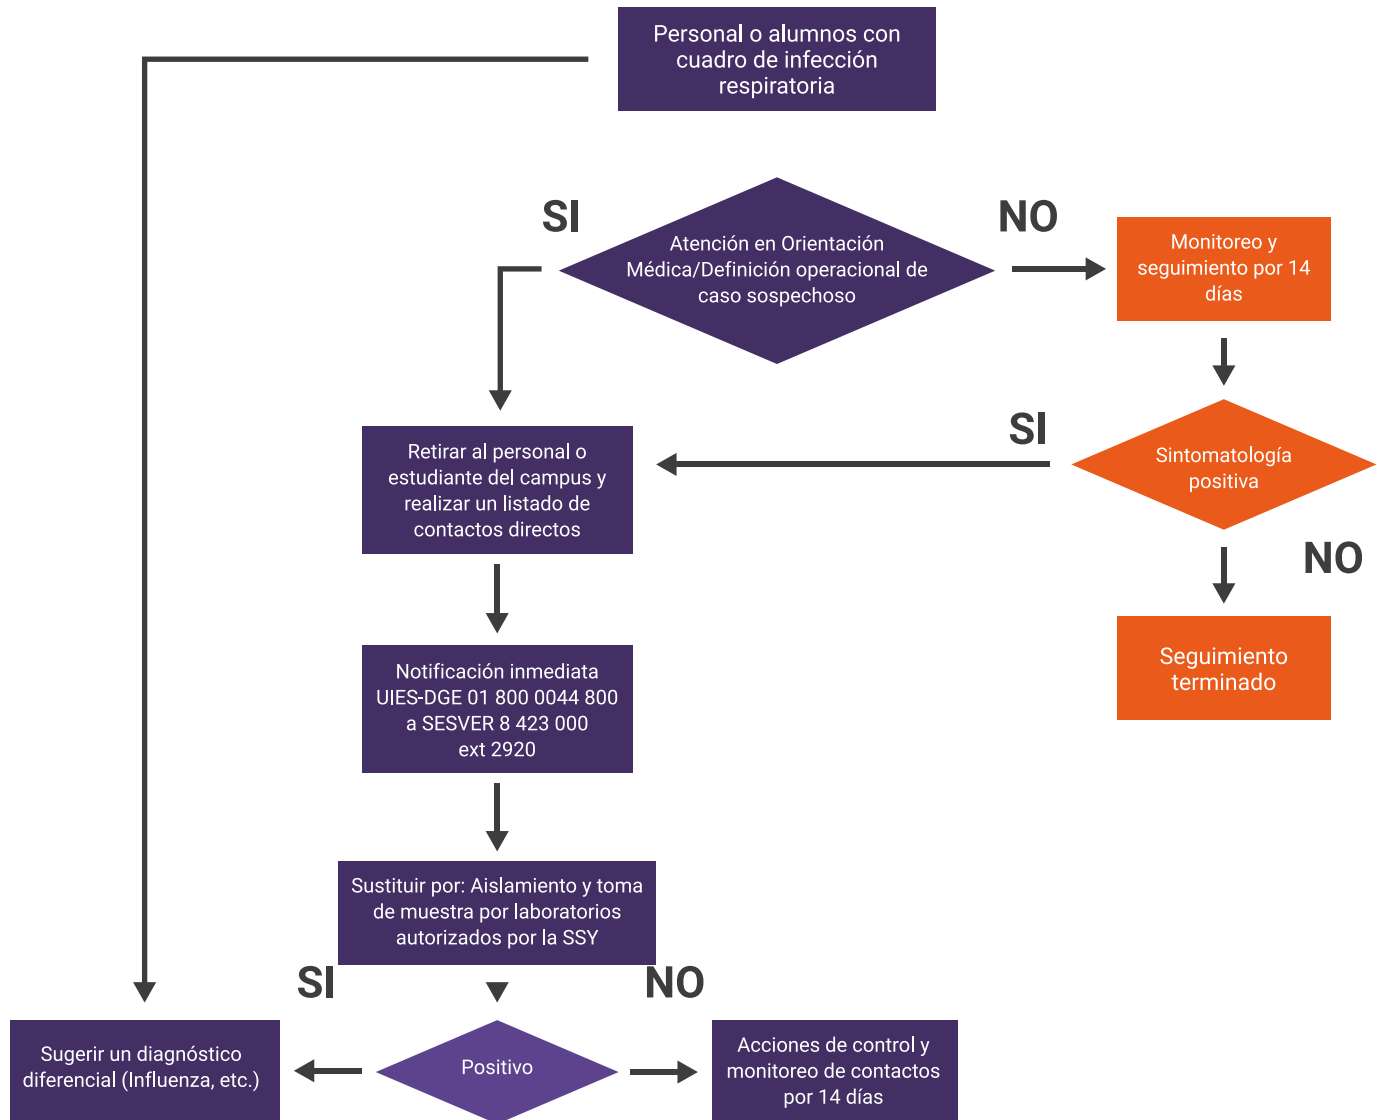 Personal o alumnos con
cuadro de infección
respiratoria
SI
NO
Atención en Orientación
Médica/Definición operacional de
caso sospechoso
Monitoreo y
seguimiento por 14
días
Retirar al personal o
estudiante del campus y
realizar un listado de
contactos directos
SI
Sintomatología
positiva
NO
Seguimiento
terminado
Notificación inmediata
UIES-DGE 01 800 0044 800
a SESVER 8 423 000
ext 2920
Sustituir por: Aislamiento y toma
de muestra por laboratorios
autorizados por la SSY
SI
NO
Sugerir un diagnóstico
diferencial (Influenza, etc.)
Positivo
Acciones de control y
monitoreo de contactos
por 14 días